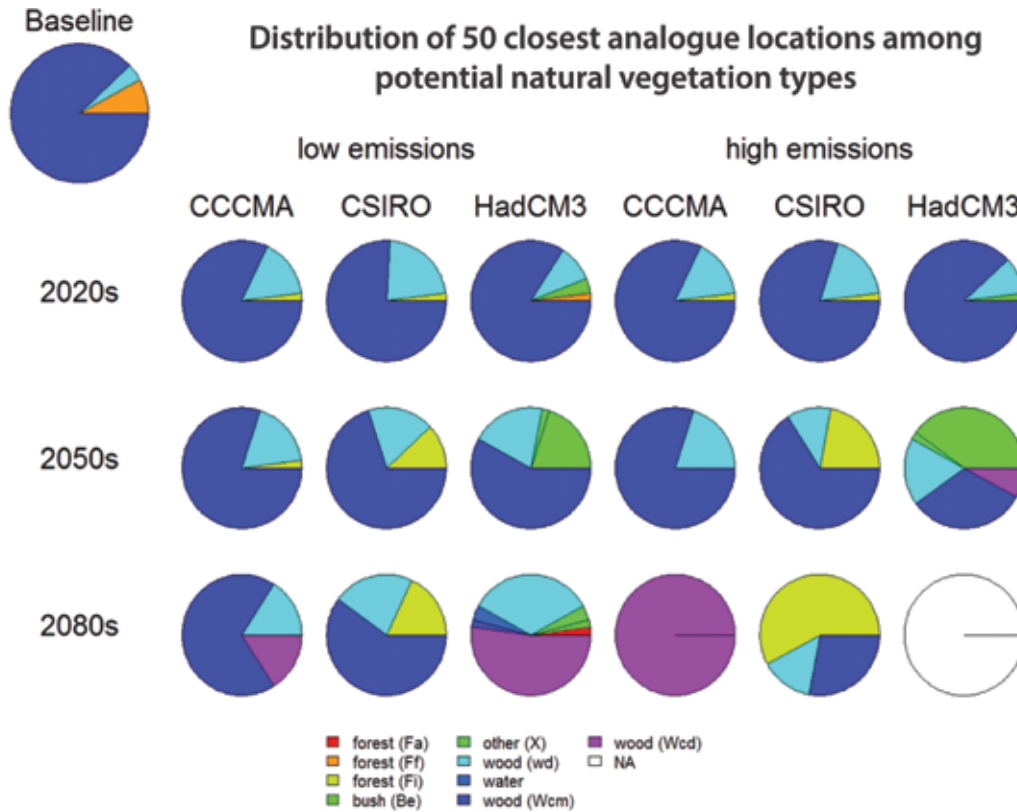 Baseline
Distribution of 50 closest analogue locations among
potential natural vegetation types
low emissions
high emissions
CCCMA
CSIRO
HadCM3
CCCMA
CSIRO
HadCM3
2020s
2050s
2080s
forest (Fa)
forest (Ff)
forest (Fi)
bush (Be)
other (X)
wood (wd)
water
wood (Wcm)
wood (Wcd)
NA